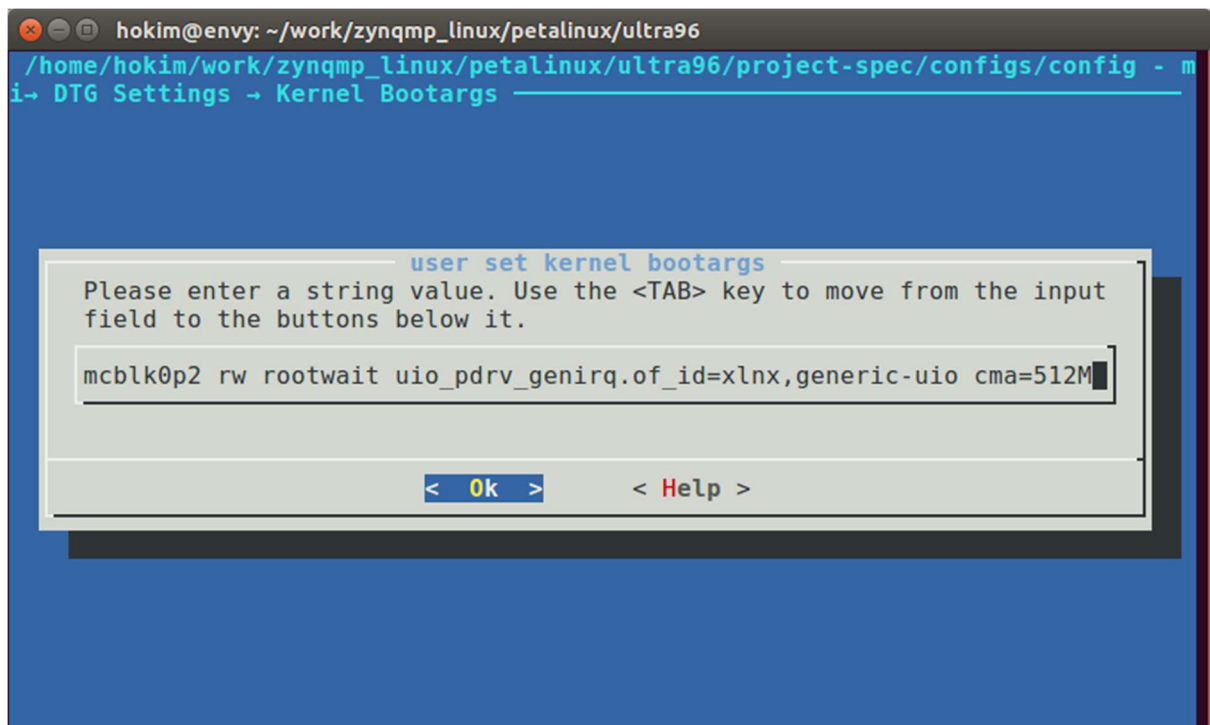 hokim@envy: ~/work/zynqmp_linux/petalinux/ultra96
/home/hokim/work/zynqmp_linux/petalinux/ultra96/project-spec/configs/config - m
i→ DTG Settings → Kernel Bootargs
user set kernel bootargs
Please enter a string value. Use the <TAB> key to move from the input
field to the buttons below it.
mcblk0p2 rw rootwait uio_pdrv_genirq.of_id=xlnx,generic-uio cma=512M
< Ok > < Help >